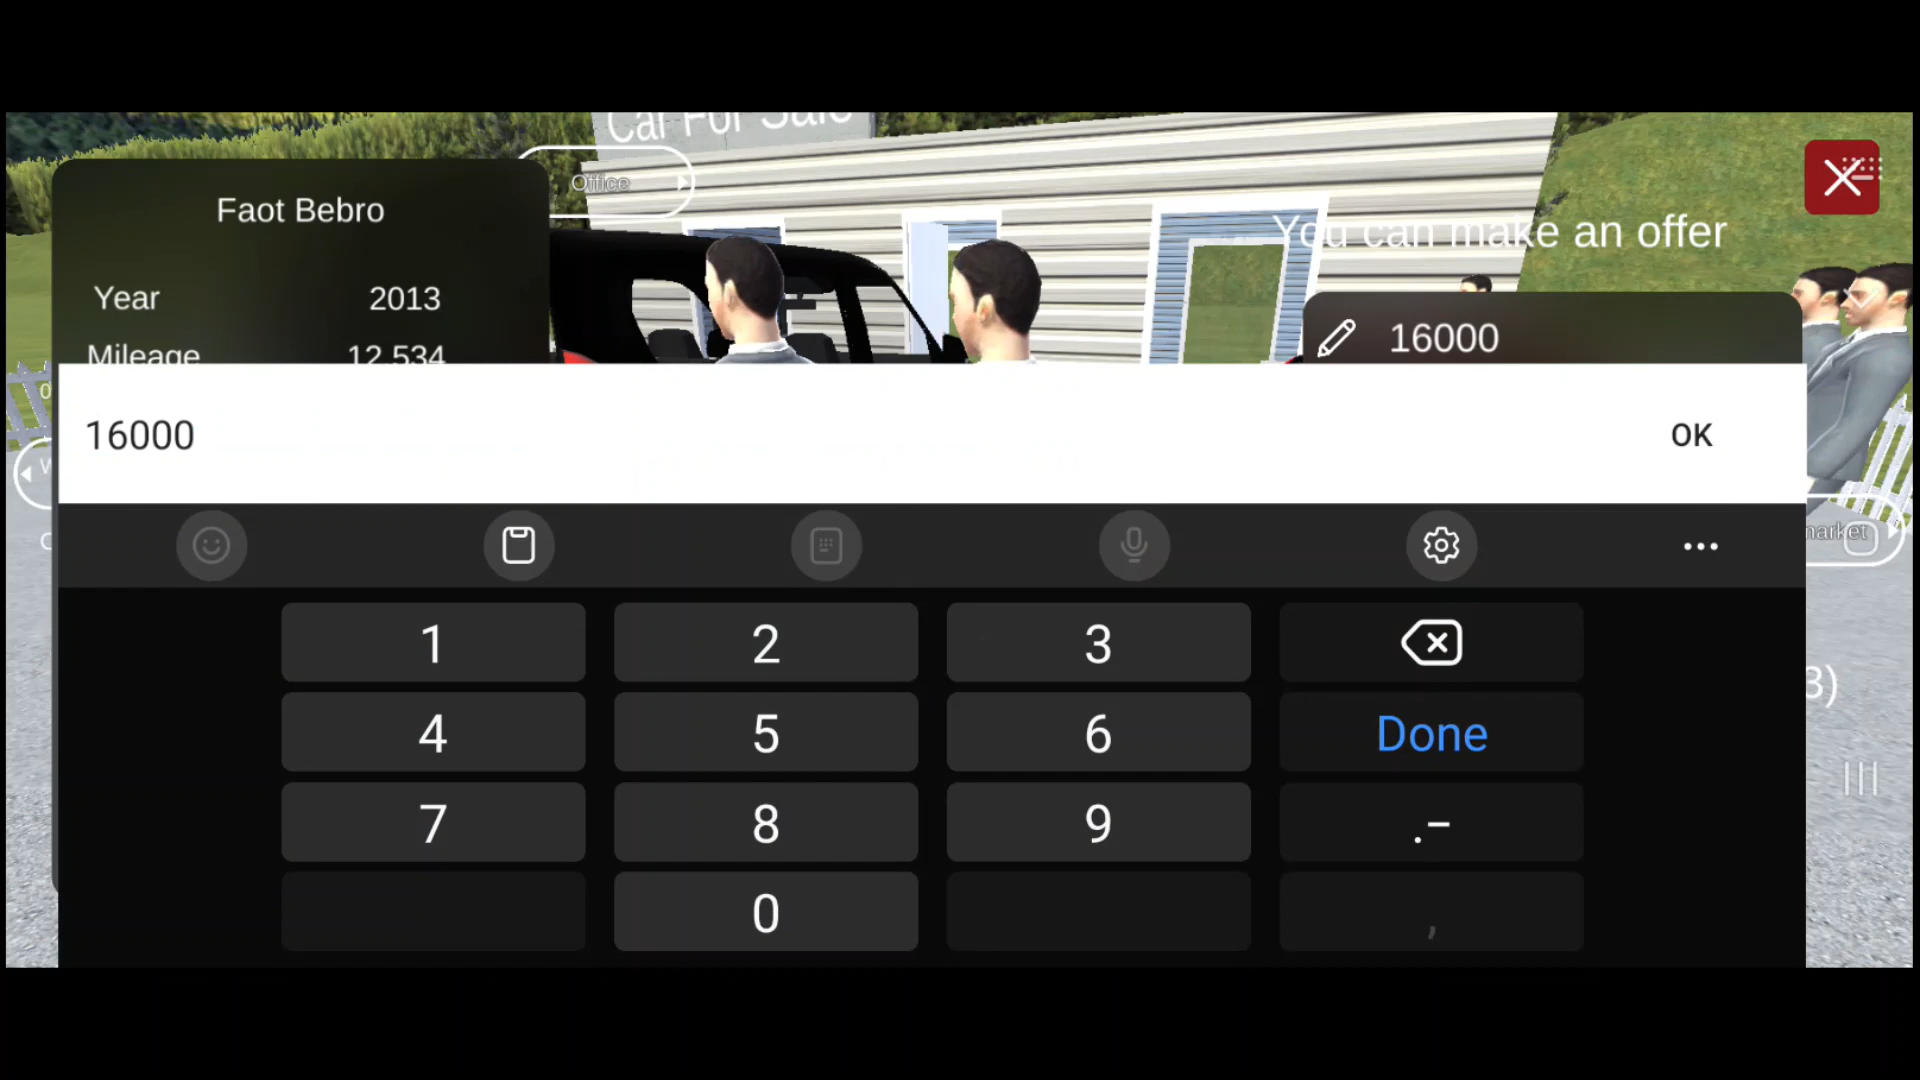 Car For Sale
Office
Faot Bebro
You can make an offer
Year 2013
16000
Mileage 12,534
16000
OK
market
1 2 3
4 5 6 Done
3)
7 8 9 .-
0 ,